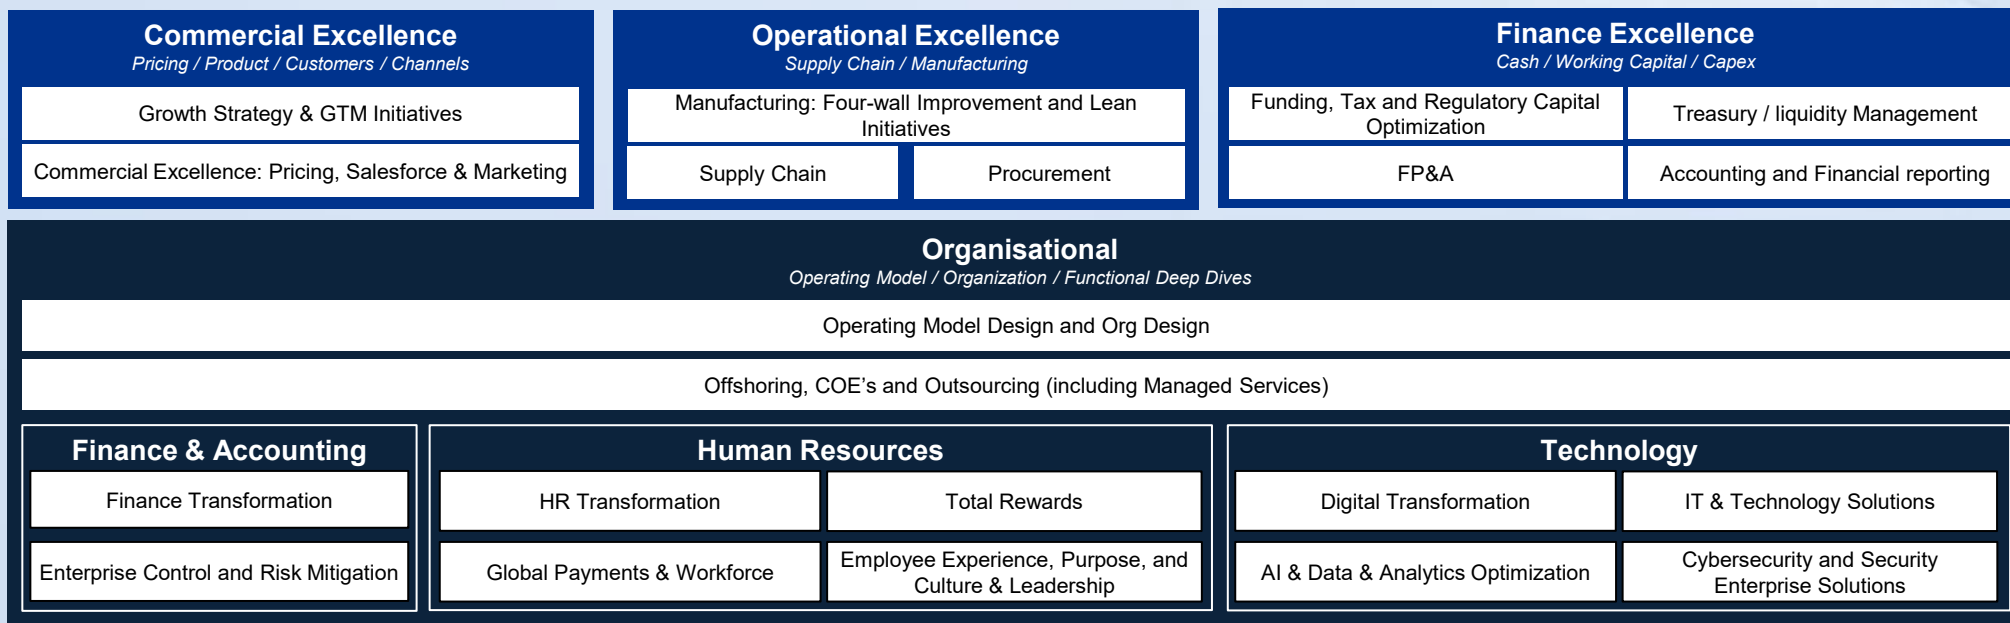 Commercial Excellence
Pricing / Product / Customers / Channels
Growth Strategy & GTM Initiatives
Commercial Excellence: Pricing, Salesforce & Marketing
Operational Excellence
Supply Chain / Manufacturing
Manufacturing: Four-wall Improvement and Lean
Initiatives
Supply Chain
Procurement
Finance Excellence
Cash / Working Capital / Capex
Funding, Tax and Regulatory Capital
Optimization
Treasury / liquidity Management
FP&A
Accounting and Financial reporting
Organisational
Operating Model / Organization / Functional Deep Dives
Operating Model Design and Org Design
Offshoring, COE’s and Outsourcing (including Managed Services)
Finance & Accounting
Finance Transformation
Enterprise Control and Risk Mitigation
Human Resources
HR Transformation
Total Rewards
Global Payments & Workforce
Employee Experience, Purpose, and
Culture & Leadership
Technology
Digital Transformation
IT & Technology Solutions
AI & Data & Analytics Optimization
Cybersecurity and Security
Enterprise Solutions